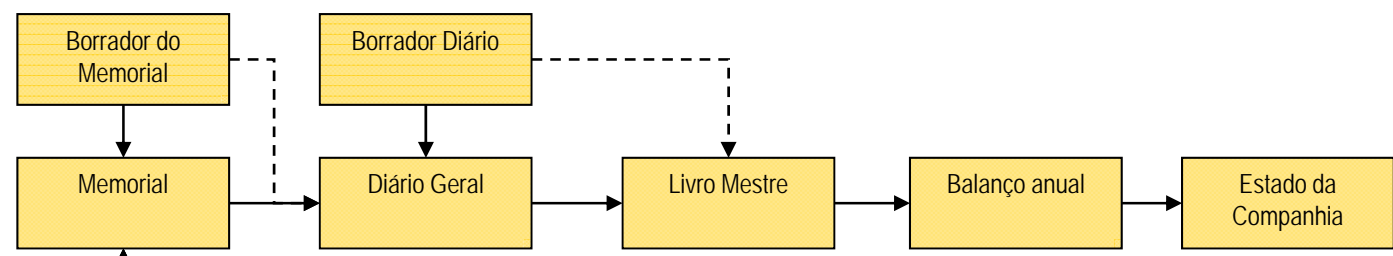 Borrador do
Memorial
Borrador Diário
Memorial
Diário Geral
Livro Mestre
Balanço anual
Estado da
Companhia